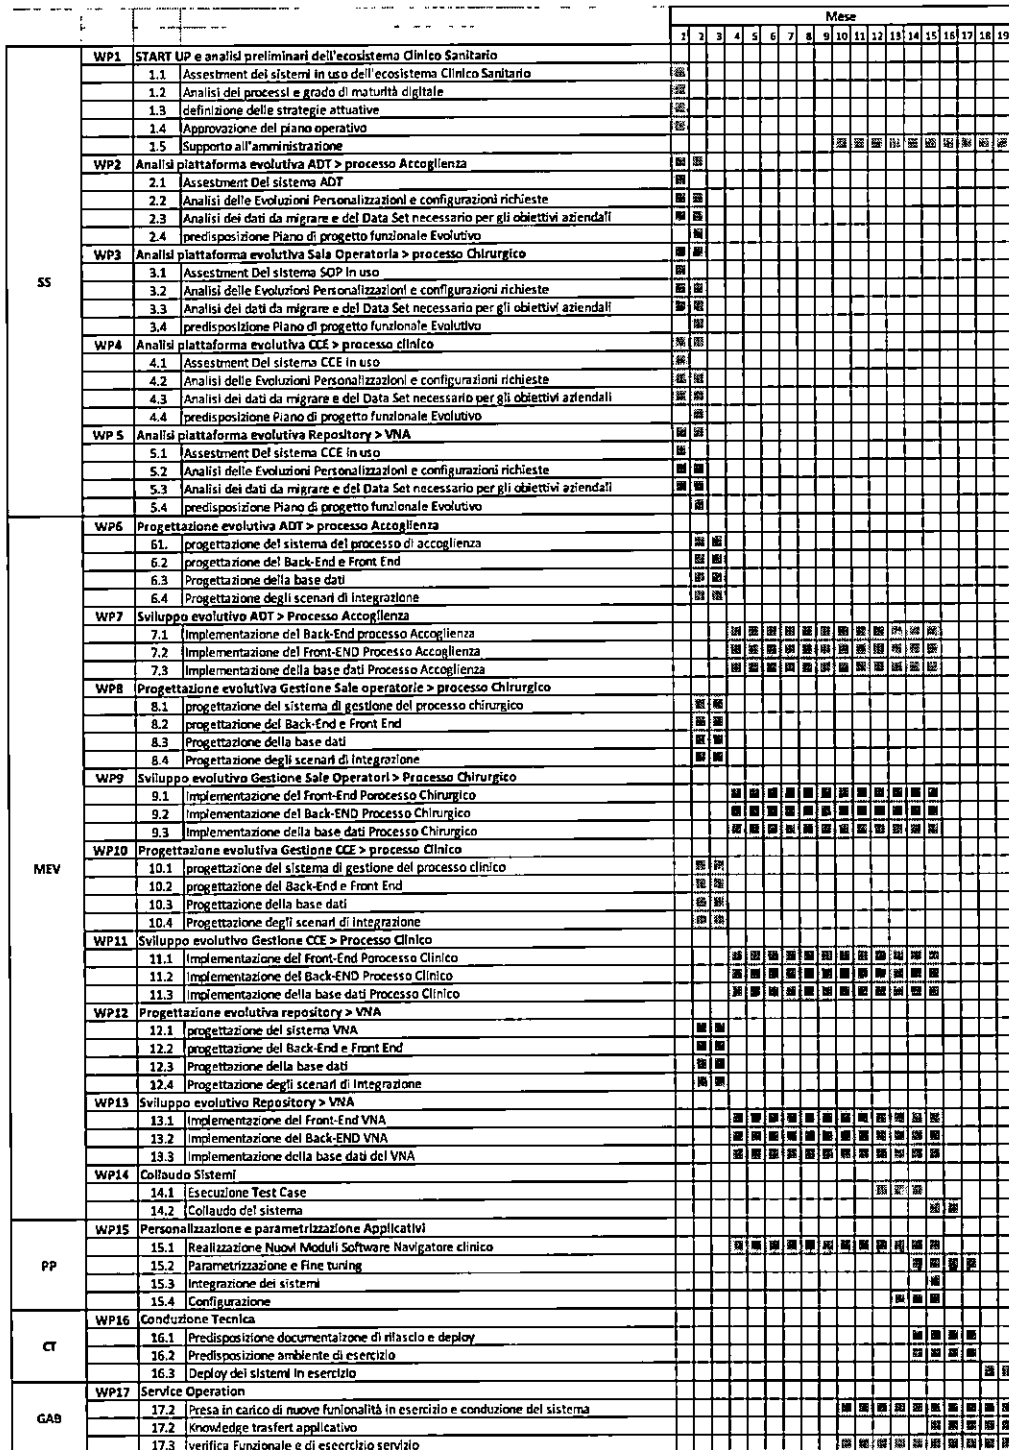 Mese
1 2 3 4 5 6 7 8 9 10 11 12 13 14 15 16 17 18 19
SS
WP1 START UP e analisi preliminari dell'ecosistema Clinico Sanitario
1.1 Assestment dei sistemi in uso dell'ecosistema Clinico Sanitario
1.2 Analisi dei processi e grado di maturità digitale
1.3 definizione delle strategie attuative
1.4 Approvazione del piano operativo
1.5 Supporto all'amministrazione
WP2 Analisi piattaforma evolutiva ADT > processo Accoglienza
2.1 Assestment Del sistema ADT
2.2 Analisi delle Evoluzioni Personalizzazioni e configurazioni richieste
2.3 Analisi dei dati da migrare e del Data Set necessario per gli obiettivi aziendali
2.4 predisposizione Piano di progetto funzionale Evolutivo
WP3 Analisi piattaforma evolutiva Sala Operatoria > processo Chirurgico
3.1 Assestment Del sistema SOP in uso
3.2 Analisi delle Evoluzioni Personalizzazioni e configurazioni richieste
3.3 Analisi dei dati da migrare e del Data Set necessario per gli obiettivi aziendali
3.4 predisposizione Piano di progetto funzionale Evolutivo
WP4 Analisi piattaforma evolutiva CCE > processo clinico
4.1 Assestment Del sistema CCE in uso
4.2 Analisi delle Evoluzioni Personalizzazioni e configurazioni richieste
4.3 Analisi dei dati da migrare e del Data Set necessario per gli obiettivi aziendali
4.4 predisposizione Piano di progetto funzionale Evolutivo
WP 5 Analisi piattaforma evolutiva Repository > VNA
5.1 Assestment Del sistema CCE in uso
5.2 Analisi delle Evoluzioni Personalizzazioni e configurazioni richieste
5.3 Analisi dei dati da migrare e del Data Set necessario per gli obiettivi aziendali
5.4 predisposizione Piano di progetto funzionale Evolutivo
MEV
WP6 Progettazione evolutiva ADT > processo Accoglienza
61. progettazione del sistema del processo di accoglienza
6.2 progettazione del Back-End e Front End
6.3 Progettazione della base dati
6.4 Progettazione degli scenari di integrazione
WP7 Sviluppo evolutivo ADT > Processo Accoglienza
7.1 Implementazione del Back-End processo Accoglienza
7.2 Implementazione del Front-END Processo Accoglienza
7.3 Implementazione della base dati Processo Accoglienza
WP8 Progettazione evolutiva Gestione Sale operatorie > processo Chirurgico
8.1 progettazione del sistema di gestione del processo chirurgico
8.2 progettazione del Back-End e Front End
8.3 Progettazione della base dati
8.4 Progettazione degli scenari di integrazione
WP9 Sviluppo evolutivo Gestione Sale Operatori > Processo Chirurgico
9.1 Implementazione del Front-End Porocesso Chirurgico
9.2 Implementazione del Back-END Processo Chirurgico
9.3 Implementazione della base dati Processo Chirurgico
WP10 Progettazione evolutiva Gestione CCE > processo Clinico
10.1 progettazione del sistema di gestione del processo clinico
10.2 progettazione del Back-End e Front End
10.3 Progettazione della base dati
10.4 Progettazione degli scenari di integrazione
WP11 Sviluppo evolutivo Gestione CCE > Processo Clinico
11.1 Implementazione del Front-End Porocesso Clinico
11.2 Implementazione del Back-END Processo Clinico
11.3 Implementazione della base dati Processo Clinico
WP12 Progettazione evolutiva repository > VNA
12.1 progettazione del sistema VNA
12.2 progettazione del Back-End e Front End
12.3 Progettazione della base dati
12.4 Progettazione degli scenari di Integrazione
WP13 Sviluppo evolutivo Repository > VNA
13.1 Implementazione del Front-End VNA
13.2 Implementazione del Back-END VNA
13.3 Implementazione della base dati del VNA
WP14 Collaudo Sistemi
14.1 Esecuzione Test Case
14.2 Collaudo del sistema
PP
WP15 Personalizzazione e parametrizzazione Applicativi
15.1 Realizzazione Nuovi Moduli Software Navigatore clinico
15.2 Parametrizzazione e Fine tuning
15.3 Integrazione dei sistemi
15.4 Configurazione
CT
WP16 Conduzione Tecnica
16.1 Predisposizione documentaizone di rilascio e deploy
16.2 Predisposizione ambiente di esercizio
16.3 Deploy dei sistemi in esercizio
GAB
WP17 Service Operation
17.2 Presa in carico di nuove funionalità in esercizio e conduzione del sistema
17.2 Knowledge trasfert applicativo
17.3 verifica Funzionale e di esecercizio servizio